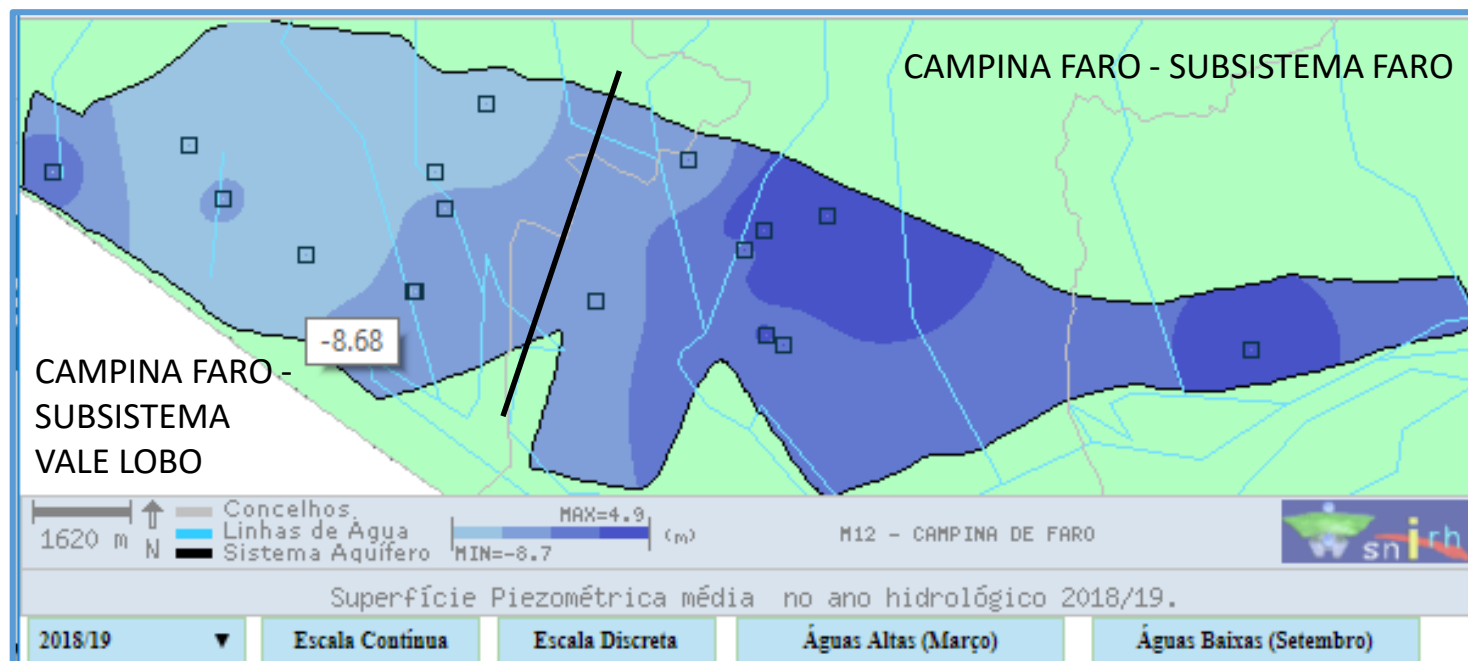 CAMPINA FARO - SUBSISTEMA FARO
-8.68
CAMPINA FARO -
SUBSISTEMA
VALE LOBO
1620 m
N
Concelhos
Linhas de Água
Sistema Aquífero
MAX=4.9
(m)
MIN=-8.7
M12 - CAMPINA DE FARO
snirh
Superfície Piezométrica média no ano hidrológico 2018/19.
2018/19 ▼
Escala Contínua
Escala Discreta
Águas Altas (Março)
Águas Baixas (Setembro)